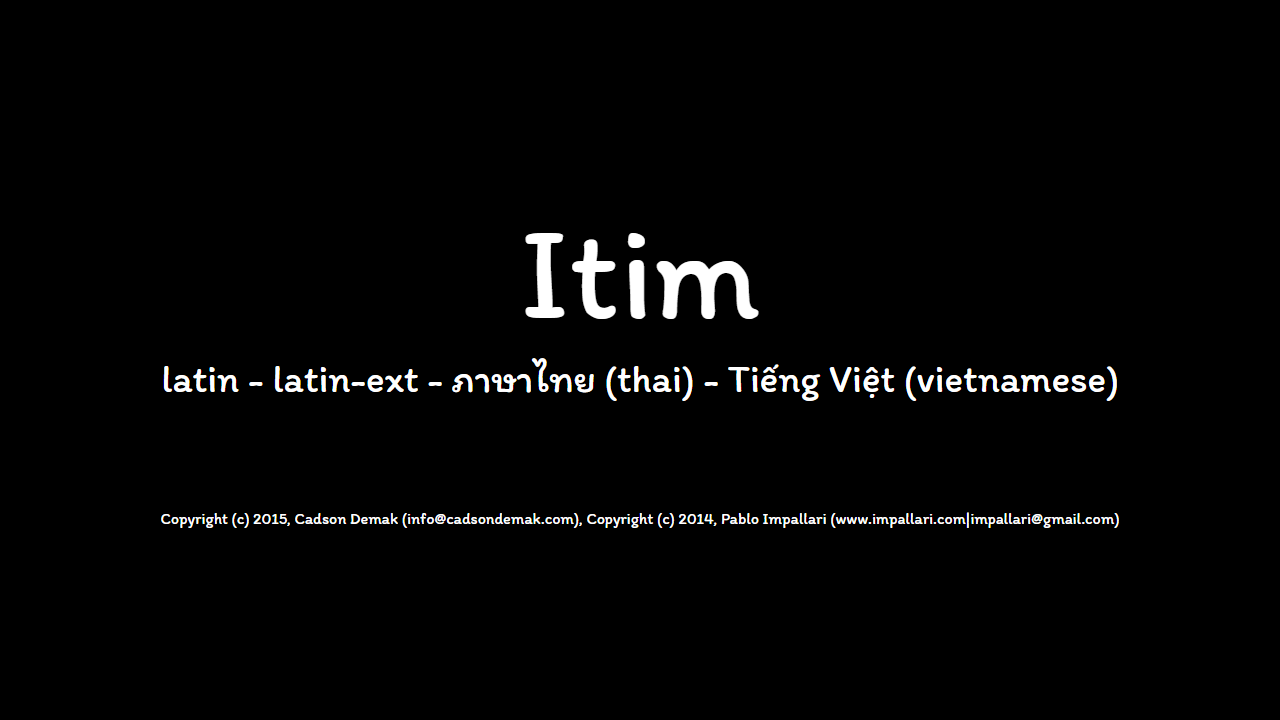 Itim
latin - latin-ext - ภาษาไทย (thai) - Tiếng Việt (vietnamese)
Copyright (c) 2015, Cadson Demak (info@cadsondemak.com), Copyright (c) 2014, Pablo Impallari (www.impallari.com|impallari@gmail.com)